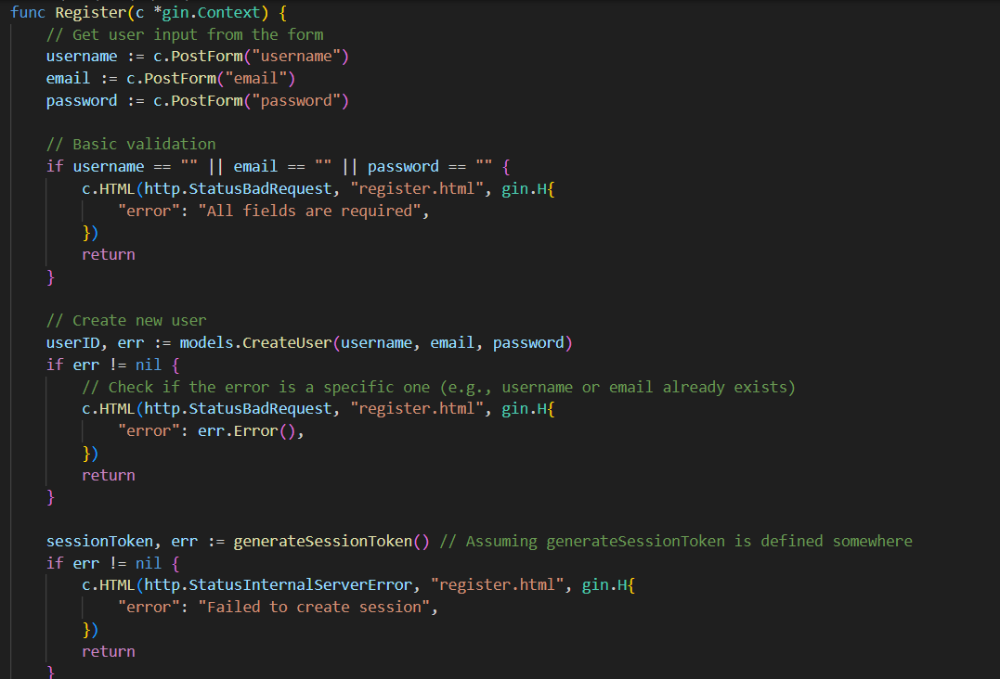 func Register(c *gin.Context) {
    // Get user input from the form
    username := c.PostForm("username")
    email := c.PostForm("email")
    password := c.PostForm("password")

    // Basic validation
    if username == "" || email == "" || password == "" {
        c.HTML(http.StatusBadRequest, "register.html", gin.H{
            "error": "All fields are required",
        })
        return
    }

    // Create new user
    userID, err := models.CreateUser(username, email, password)
    if err != nil {
        // Check if the error is a specific one (e.g., username or email already exists)
        c.HTML(http.StatusBadRequest, "register.html", gin.H{
            "error": err.Error(),
        })
        return
    }

    sessionToken, err := generateSessionToken() // Assuming generateSessionToken is defined somewhere
    if err != nil {
        c.HTML(http.StatusInternalServerError, "register.html", gin.H{
            "error": "Failed to create session",
        })
        return
    }